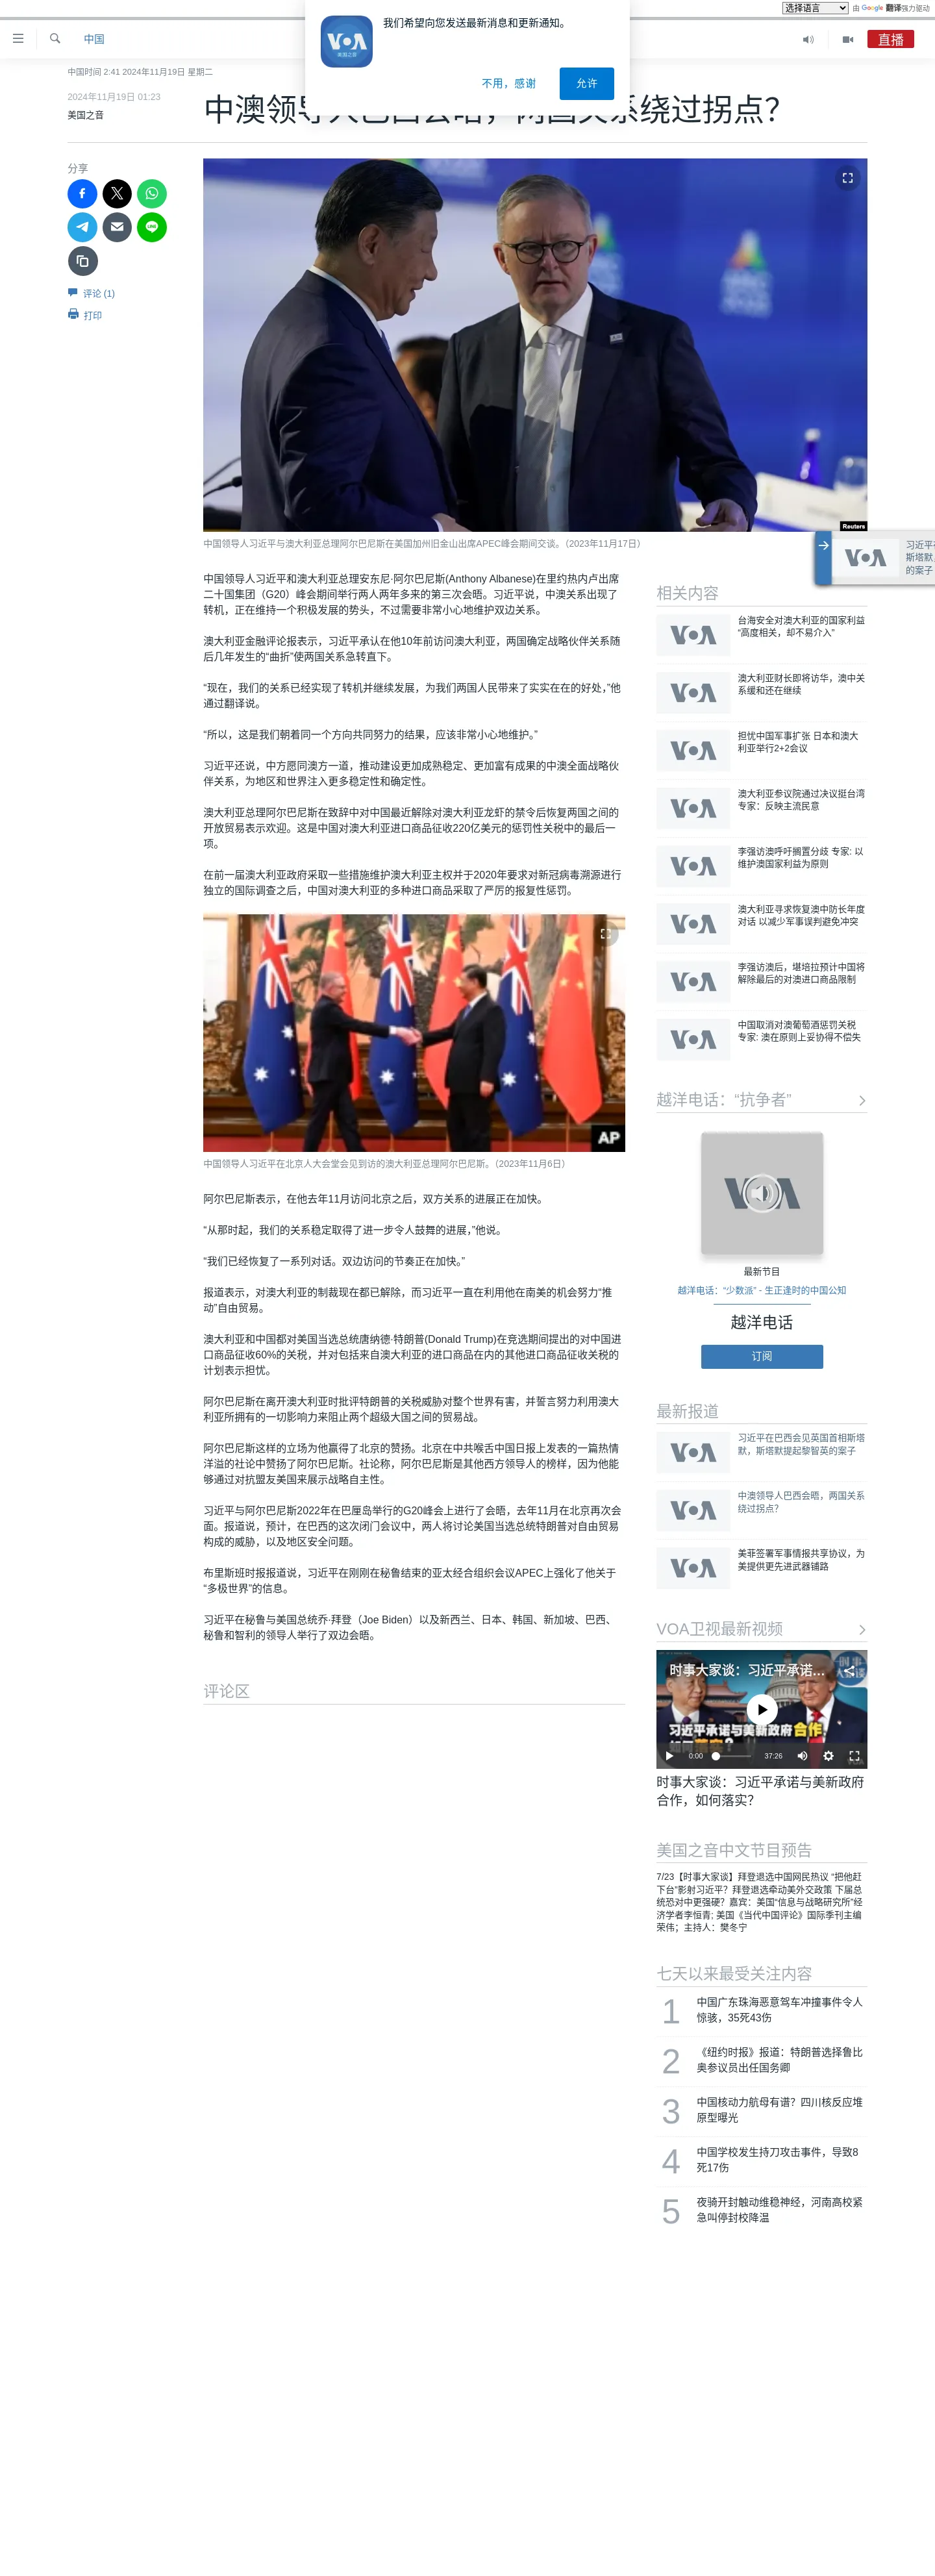 选择语言
由 Google 翻译强力驱动
我们希望向您发送最新消息和更新通知。
VOA
美国之音
不用，感谢
允许
中国
直播
中国时间 2:41 2024年11月19日 星期二
2024年11月19日 01:23
美国之音
分享
评论 (1)
打印
Reuters
中国领导人习近平与澳大利亚总理阿尔巴尼斯在美国加州旧金山出席APEC峰会期间交谈。（2023年11月17日）
中国领导人习近平和澳大利亚总理安东尼·阿尔巴尼斯(Anthony Albanese)在里约热内卢出席
二十国集团（G20）峰会期间举行两人两年多来的第三次会晤。习近平说，中澳关系出现了
转机，正在维持一个积极发展的势头，不过需要非常小心地维护双边关系。
澳大利亚金融评论报表示，习近平承认在他10年前访问澳大利亚，两国确定战略伙伴关系随
后几年发生的“曲折”使两国关系急转直下。
“现在，我们的关系已经实现了转机并继续发展，为我们两国人民带来了实实在在的好处，”他
通过翻译说。
“所以，这是我们朝着同一个方向共同努力的结果，应该非常小心地维护。”
习近平还说，中方愿同澳方一道，推动建设更加成熟稳定、更加富有成果的中澳全面战略伙
伴关系，为地区和世界注入更多稳定性和确定性。
澳大利亚总理阿尔巴尼斯在致辞中对中国最近解除对澳大利亚龙虾的禁令后恢复两国之间的
开放贸易表示欢迎。这是中国对澳大利亚进口商品征收220亿美元的惩罚性关税中的最后一
项。
在前一届澳大利亚政府采取一些措施维护澳大利亚主权并于2020年要求对新冠病毒溯源进行
独立的国际调查之后，中国对澳大利亚的多种进口商品采取了严厉的报复性惩罚。
AP
中国领导人习近平在北京人大会堂会见到访的澳大利亚总理阿尔巴尼斯。（2023年11月6日）
阿尔巴尼斯表示，在他去年11月访问北京之后，双方关系的进展正在加快。
“从那时起，我们的关系稳定取得了进一步令人鼓舞的进展，”他说。
“我们已经恢复了一系列对话。双边访问的节奏正在加快。”
报道表示，对澳大利亚的制裁现在都已解除，而习近平一直在利用他在南美的机会努力“推
动”自由贸易。
澳大利亚和中国都对美国当选总统唐纳德·特朗普(Donald Trump)在竞选期间提出的对中国进
口商品征收60%的关税，并对包括来自澳大利亚的进口商品在内的其他进口商品征收关税的
计划表示担忧。
阿尔巴尼斯在离开澳大利亚时批评特朗普的关税威胁对整个世界有害，并誓言努力利用澳大
利亚所拥有的一切影响力来阻止两个超级大国之间的贸易战。
阿尔巴尼斯这样的立场为他赢得了北京的赞扬。北京在中共喉舌中国日报上发表的一篇热情
洋溢的社论中赞扬了阿尔巴尼斯。社论称，阿尔巴尼斯是其他西方领导人的榜样，因为他能
够通过对抗盟友美国来展示战略自主性。
习近平与阿尔巴尼斯2022年在巴厘岛举行的G20峰会上进行了会晤，去年11月在北京再次会
面。报道说，预计，在巴西的这次闭门会议中，两人将讨论美国当选总统特朗普对自由贸易
构成的威胁，以及地区安全问题。
布里斯班时报报道说，习近平在刚刚在秘鲁结束的亚太经合组织会议APEC上强化了他关于
“多极世界”的信息。
习近平在秘鲁与美国总统乔·拜登（Joe Biden）以及新西兰、日本、韩国、新加坡、巴西、
秘鲁和智利的领导人举行了双边会晤。
评论区
相关内容
台海安全对澳大利亚的国家利益
“高度相关，却不易介入”
澳大利亚财长即将访华，澳中关
系缓和还在继续
担忧中国军事扩张 日本和澳大
利亚举行2+2会议
澳大利亚参议院通过决议挺台湾
专家：反映主流民意
李强访澳呼吁搁置分歧 专家: 以
维护澳国家利益为原则
澳大利亚寻求恢复澳中防长年度
对话 以减少军事误判避免冲突
李强访澳后，堪培拉预计中国将
解除最后的对澳进口商品限制
中国取消对澳葡萄酒惩罚关税
专家: 澳在原则上妥协得不偿失
越洋电话：“抗争者”
最新节目
越洋电话：“少数派” - 生正逢时的中国公知
越洋电话
订阅
最新报道
习近平在巴西会见英国首相斯塔
默，斯塔默提起黎智英的案子
中澳领导人巴西会晤，两国关系
绕过拐点？
美菲签署军事情报共享协议，为
美提供更先进武器铺路
VOA卫视最新视频
时事大家谈：习近平承诺...
习近平承诺与美新政府合作
0:00
37:26
时事大家谈：习近平承诺与美新政府
合作，如何落实？
美国之音中文节目预告
7/23【时事大家谈】拜登退选中国网民热议 “把他赶
下台”影射习近平？拜登退选牵动美外交政策 下届总
统恐对中更强硬？嘉宾：美国“信息与战略研究所”经
济学者李恒青; 美国《当代中国评论》国际季刊主编
荣伟；主持人：樊冬宁
七天以来最受关注内容
1
中国广东珠海恶意驾车冲撞事件令人
惊骇，35死43伤
2
《纽约时报》报道：特朗普选择鲁比
奥参议员出任国务卿
3
中国核动力航母有谱？四川核反应堆
原型曝光
4
中国学校发生持刀攻击事件，导致8
死17伤
5
夜骑开封触动维稳神经，河南高校紧
急叫停封校降温